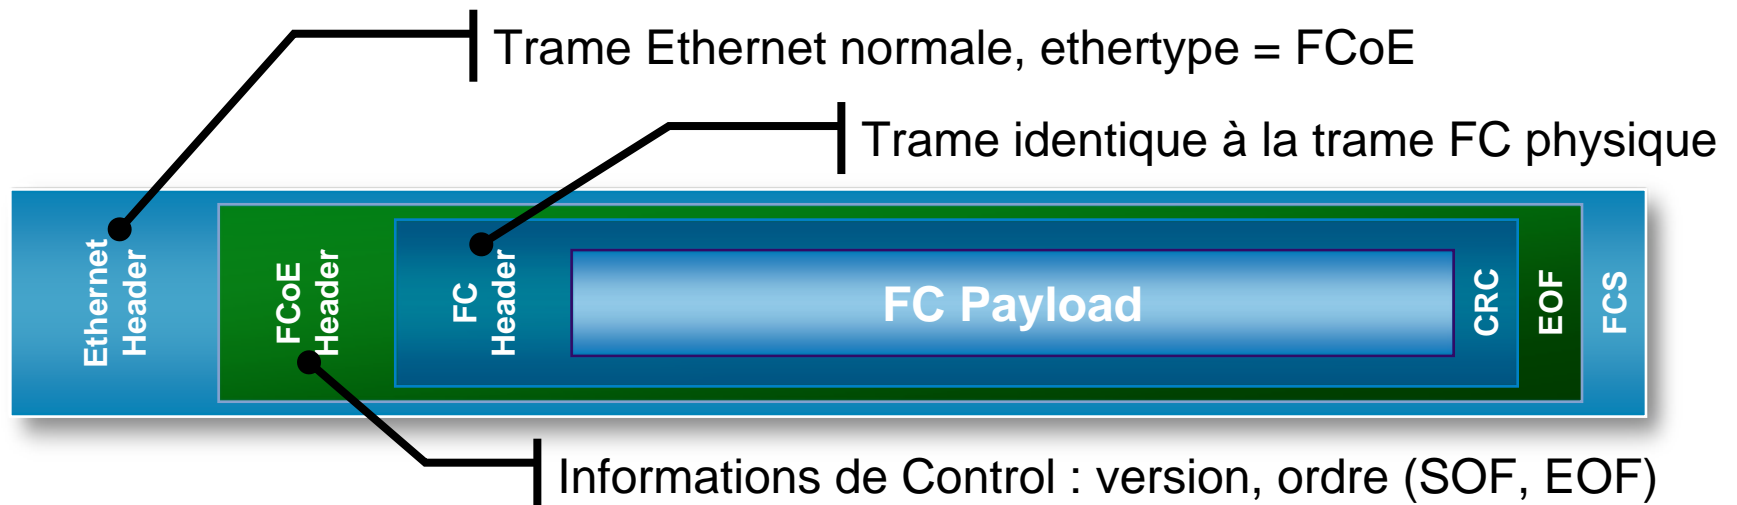 Trame Ethernet normale, ethertype = FCoE
Trame identique à la trame FC physique
Ethernet
Header
FCoE
Header
FC
Header
FC Payload
CRC
EOF
FCS
Informations de Control : version, ordre (SOF, EOF)